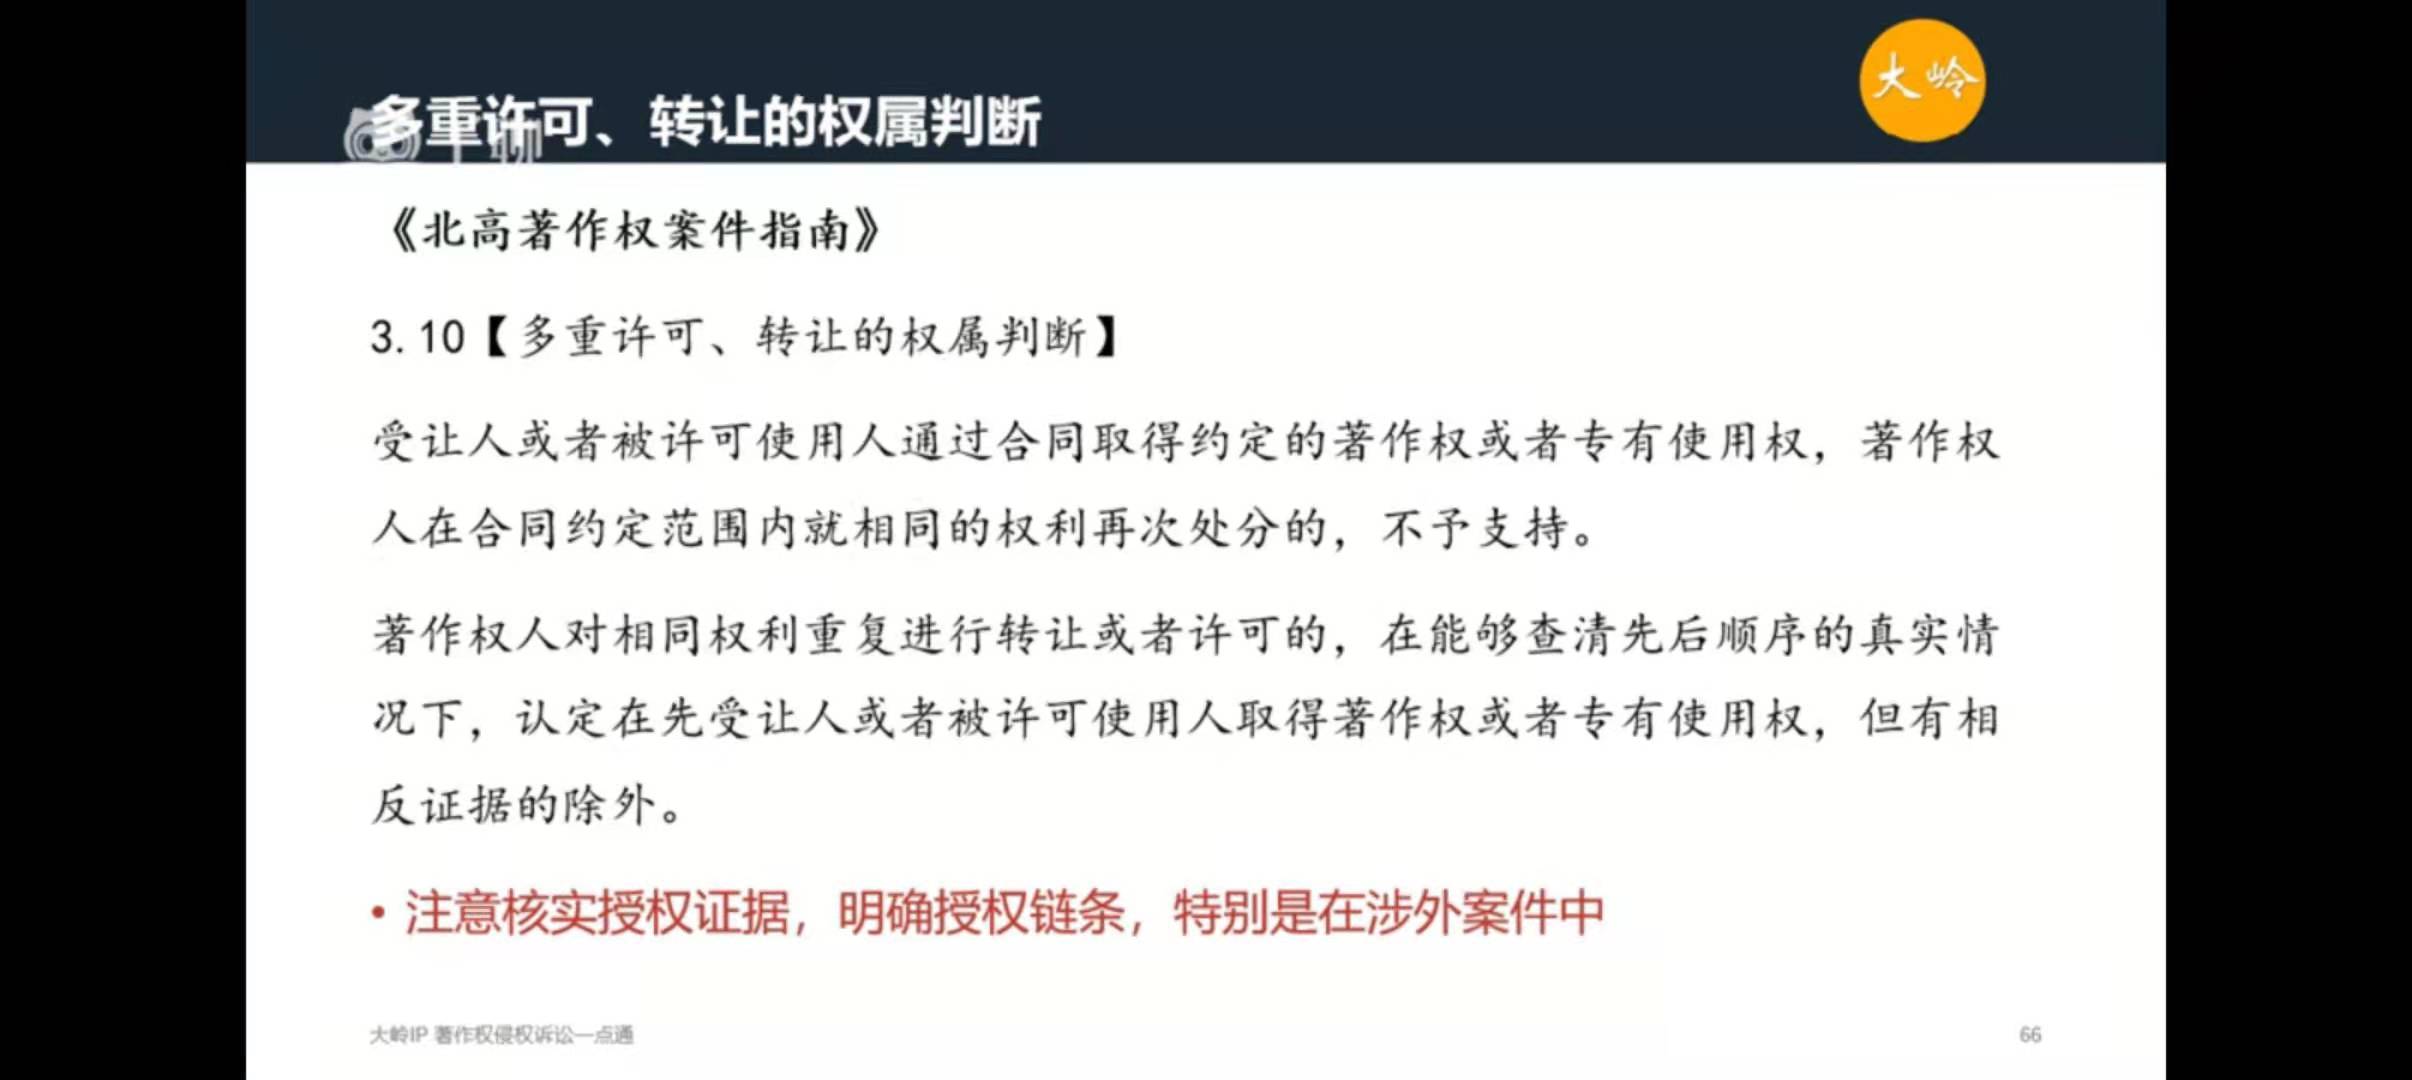 大岭
多重许可、转让的权属判断
《北高著作权案件指南》
3.10【多重许可、转让的权属判断】
受让人或者被许可使用人通过合同取得约定的著作权或者专有使用权，著作权
人在合同约定范围内就相同的权利再次处分的，不予支持。
著作权人对相同权利重复进行转让或者许可的，在能够查清先后顺序的真实情
况下，认定在先受让人或者被许可使用人取得著作权或者专有使用权，但有相
反证据的除外。
• 注意核实授权证据，明确授权链条，特别是在涉外案件中
大岭IP 著作权侵权诉讼一点通
66